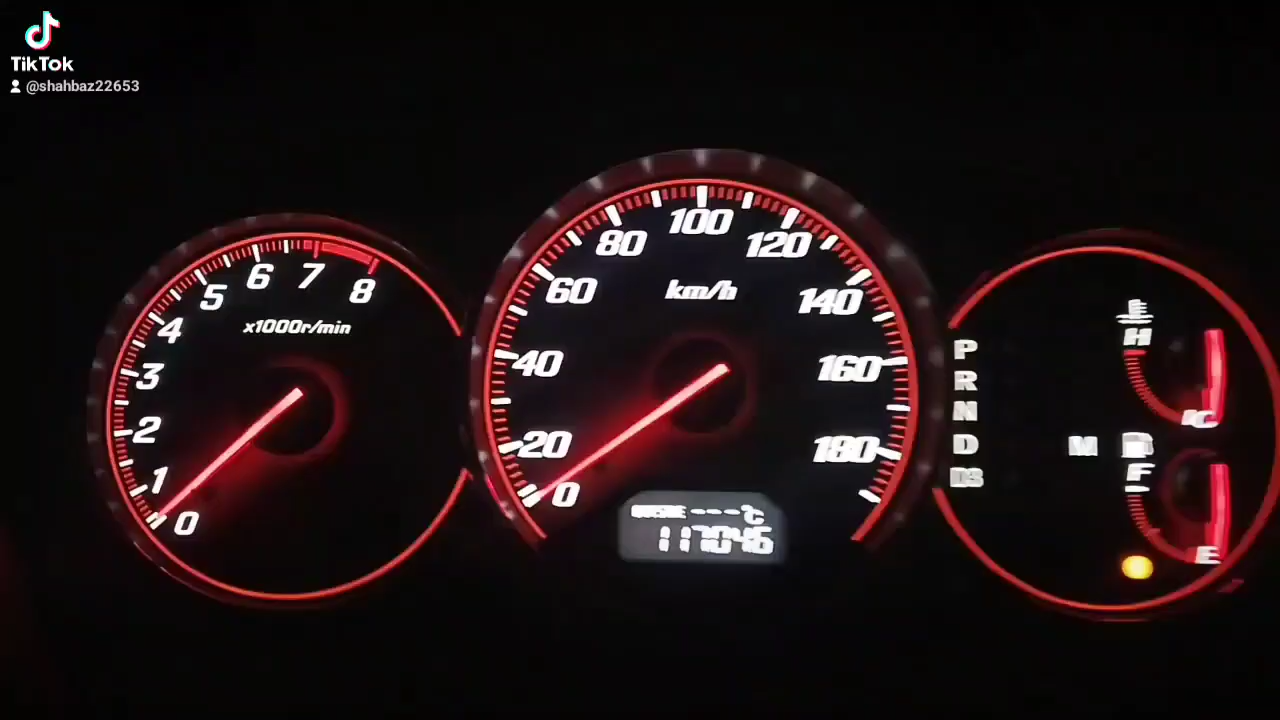 TikTok
@shahbaz22653
0
1
2
3
4
5
6
7
8
x1000r/min
0
20
40
60
80
100
120
140
160
180
km/h
---°C
117046
P
R
N
D
D3
M
H
C
F
E